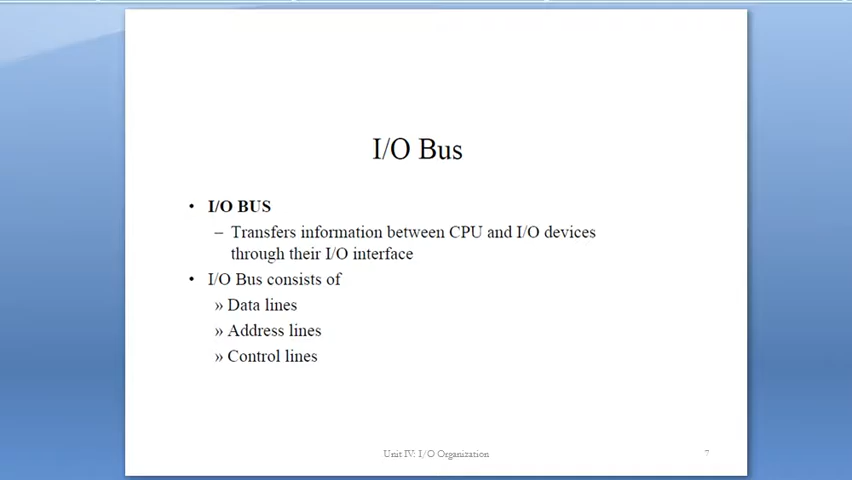 I/O Bus
• I/O BUS
– Transfers information between CPU and I/O devices
through their I/O interface
• I/O Bus consists of
» Data lines
» Address lines
» Control lines
Unit IV: I/O Organization 7